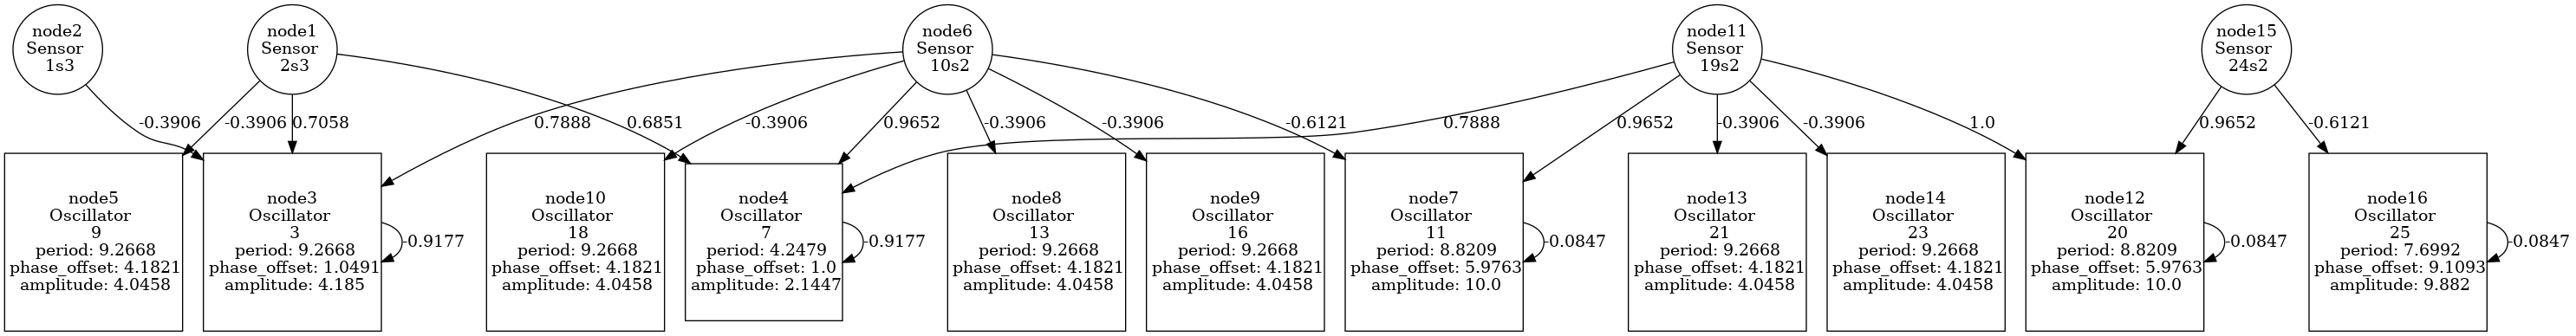 node2
Sensor
1s3
node1
Sensor
2s3
node6
Sensor
10s2
node11
Sensor
19s2
node15
Sensor
24s2
-0.3906
-0.3906
0.7058
0.6851
0.7888
-0.3906
0.9652
-0.3906
-0.3906
-0.6121
0.7888
0.9652
-0.3906
-0.3906
1.0
0.9652
-0.6121
node5
Oscillator
9
period: 9.2668
phase_offset: 4.1821
amplitude: 4.0458
node3
Oscillator
3
period: 9.2668
phase_offset: 1.0491
amplitude: 4.185
-0.9177
node10
Oscillator
18
period: 9.2668
phase_offset: 4.1821
amplitude: 4.0458
node4
Oscillator
7
period: 4.2479
phase_offset: 1.0
amplitude: 2.1447
-0.9177
node8
Oscillator
13
period: 9.2668
phase_offset: 4.1821
amplitude: 4.0458
node9
Oscillator
16
period: 9.2668
phase_offset: 4.1821
amplitude: 4.0458
node7
Oscillator
11
period: 8.8209
phase_offset: 5.9763
amplitude: 10.0
-0.0847
node13
Oscillator
21
period: 9.2668
phase_offset: 4.1821
amplitude: 4.0458
node14
Oscillator
23
period: 9.2668
phase_offset: 4.1821
amplitude: 4.0458
node12
Oscillator
20
period: 8.8209
phase_offset: 5.9763
amplitude: 10.0
-0.0847
node16
Oscillator
25
period: 7.6992
phase_offset: 9.1093
amplitude: 9.882
-0.0847